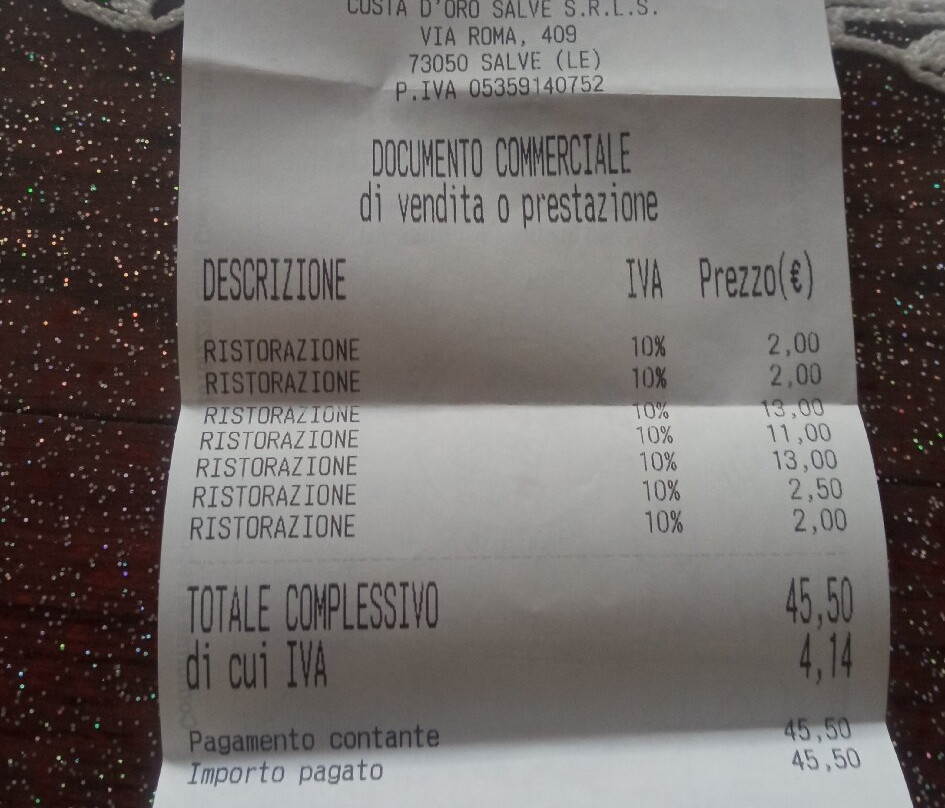 COSTA D'ORO SALVE S.R.L.S.
VIA ROMA, 409
73050 SALVE (LE)
P.IVA 05359140752
DOCUMENTO COMMERCIALE
di vendita o prestazione
DESCRIZIONE IVA Prezzo(€)
RISTORAZIONE 10% 2,00
RISTORAZIONE 10% 2,00
RISTORAZIONE 10% 13,00
RISTORAZIONE 10% 11,00
RISTORAZIONE 10% 13,00
RISTORAZIONE 10% 2,50
RISTORAZIONE 10% 2,00
TOTALE COMPLESSIVO 45,50
di cui IVA 4,14
Pagamento contante 45,50
Importo pagato 45,50